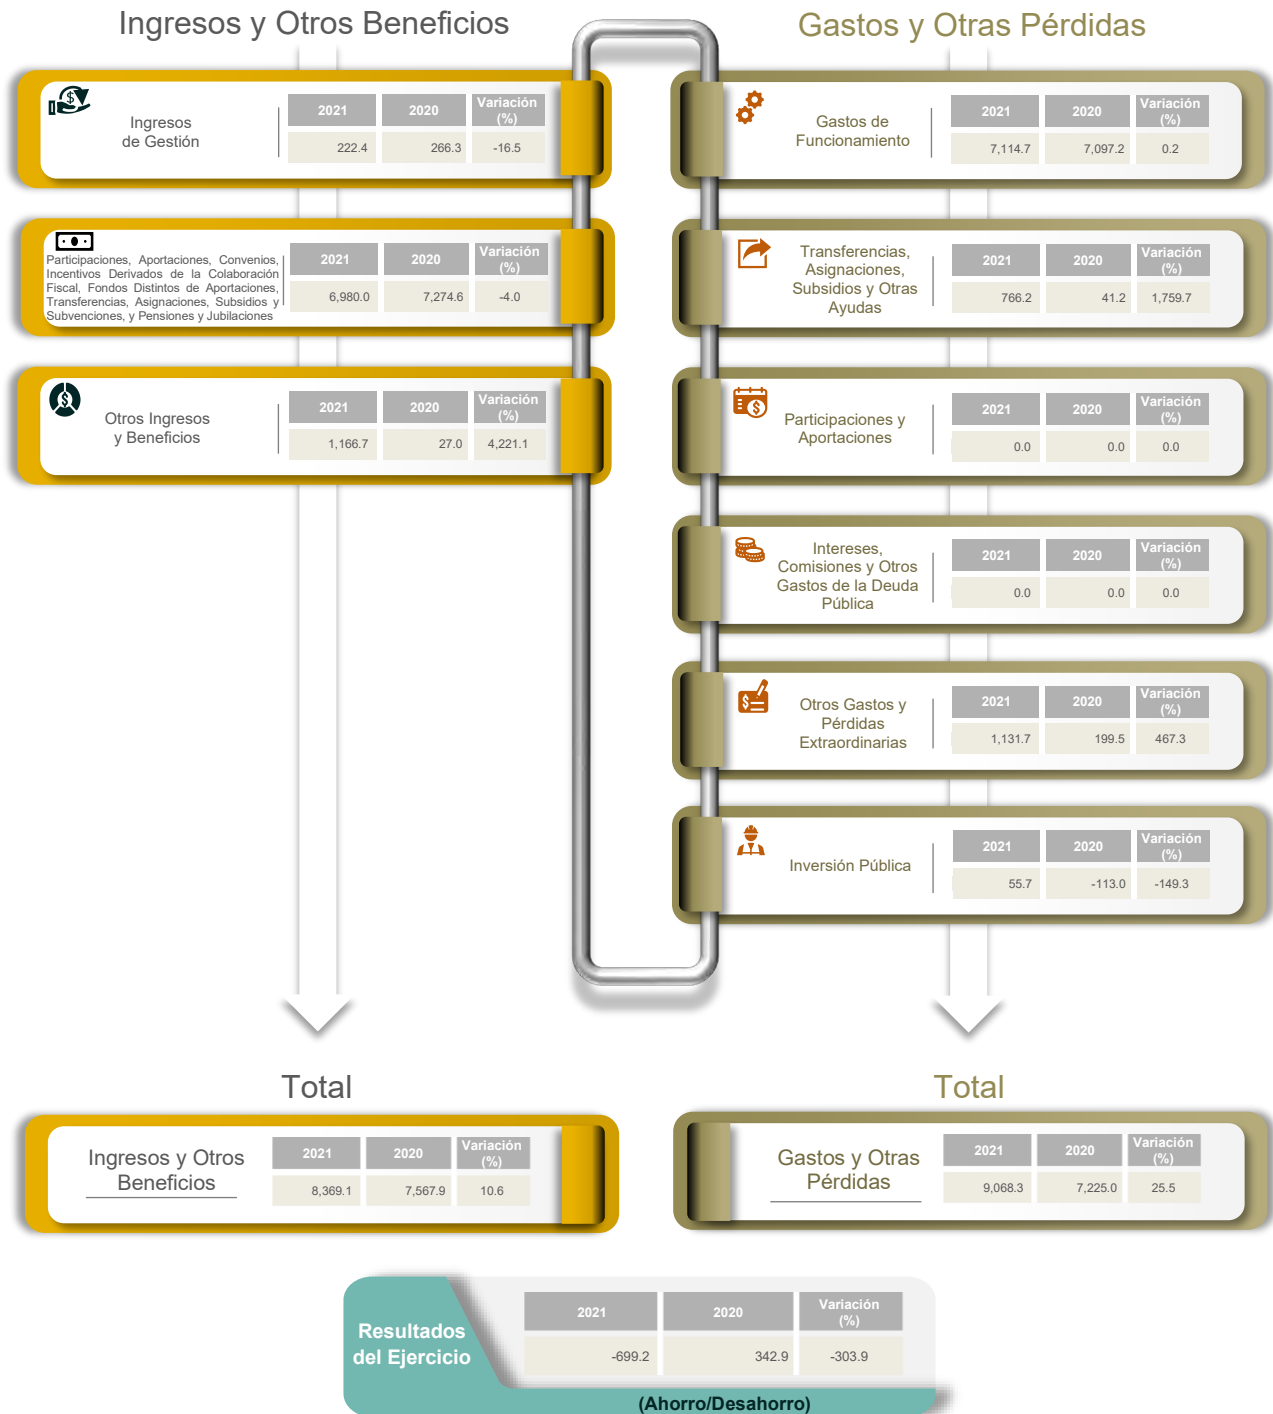 Ingresos y Otros Beneficios
Ingresos
de Gestión
2021 2020 Variación (%)
222.4 266.3 -16.5
Participaciones, Aportaciones, Convenios,
Incentivos Derivados de la Colaboración
Fiscal, Fondos Distintos de Aportaciones,
Transferencias, Asignaciones, Subsidios y
Subvenciones, y Pensiones y Jubilaciones
2021 2020 Variación (%)
6,980.0 7,274.6 -4.0
Otros Ingresos
y Beneficios
2021 2020 Variación (%)
1,166.7 27.0 4,221.1
Gastos y Otras Pérdidas
Gastos de
Funcionamiento
2021 2020 Variación (%)
7,114.7 7,097.2 0.2
Transferencias,
Asignaciones,
Subsidios y Otras
Ayudas
2021 2020 Variación (%)
766.2 41.2 1,759.7
Participaciones y
Aportaciones
2021 2020 Variación (%)
0.0 0.0 0.0
Intereses,
Comisiones y Otros
Gastos de la Deuda
Pública
2021 2020 Variación (%)
0.0 0.0 0.0
Otros Gastos y
Pérdidas
Extraordinarias
2021 2020 Variación (%)
1,131.7 199.5 467.3
Inversión Pública
2021 2020 Variación (%)
55.7 -113.0 -149.3
Total
Ingresos y Otros
Beneficios
2021 2020 Variación (%)
8,369.1 7,567.9 10.6
Total
Gastos y Otras
Pérdidas
2021 2020 Variación (%)
9,068.3 7,225.0 25.5
Resultados
del Ejercicio
2021 2020 Variación (%)
-699.2 342.9 -303.9
(Ahorro/Desahorro)